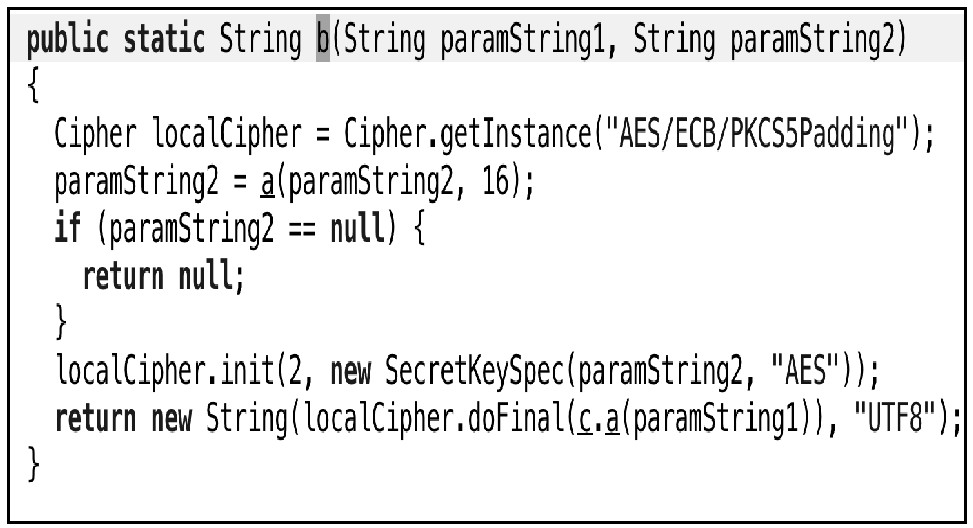 public static String b(String paramString1, String paramString2)
{
Cipher localCipher = Cipher.getInstance("AES/ECB/PKCS5Padding");
paramString2 = a(paramString2, 16);
if (paramString2 == null) {
return null;
}
localCipher.init(2, new SecretKeySpec(paramString2, "AES"));
return new String(localCipher.doFinal(c.a(paramString1)), "UTF8");
}